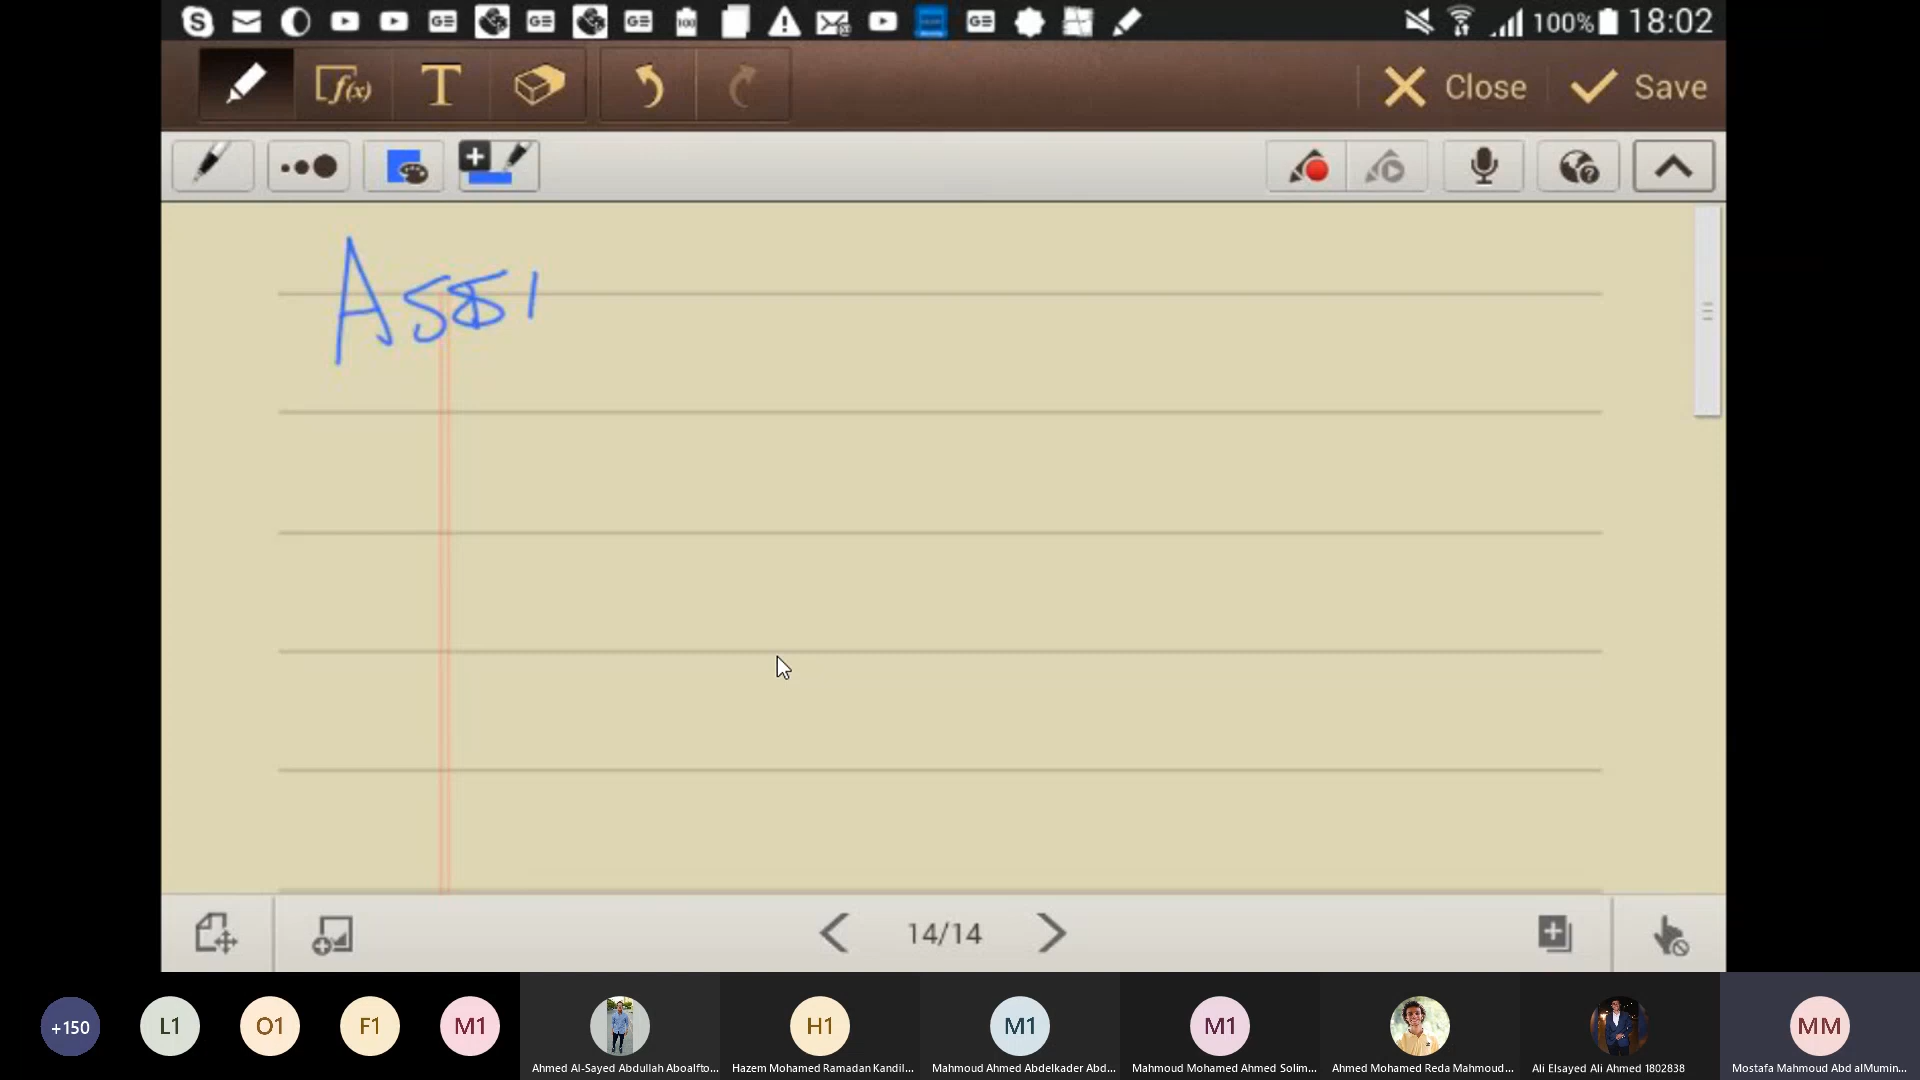 100% 18:02
f(x) T Close Save
Assi
14/14
+150 L1 O1 F1 M1 H1 M1 M1 MM
Ahmed Al-Sayed Abdullah Aboalfto... Hazem Mohamed Ramadan Kandil... Mahmoud Ahmed Abdelkader Abd... Mahmoud Mohamed Ahmed Solim... Ahmed Mohamed Reda Mahmoud... Ali Elsayed Ali Ahmed 1802838 Mostafa Mahmoud Abd alMumin...